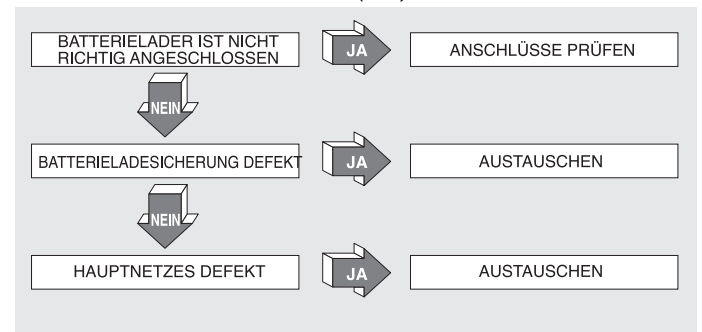 BATTERIELADER IST NICHT
RICHTIG ANGESCHLOSSEN
JA
ANSCHLÜSSE PRÜFEN
NEIN
BATTERIELADESICHERUNG DEFEKT
JA
AUSTAUSCHEN
NEIN
HAUPTNETZES DEFEKT
JA
AUSTAUSCHEN